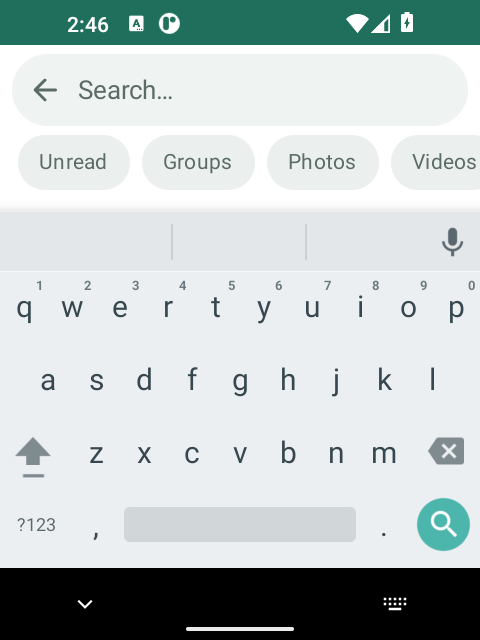 2:46
Search…
Unread Groups Photos Videos
1 2 3 4 5 6 7 8 9 0
q w e r t y u i o p
a s d f g h j k l
z x c v b n m
?123 , .